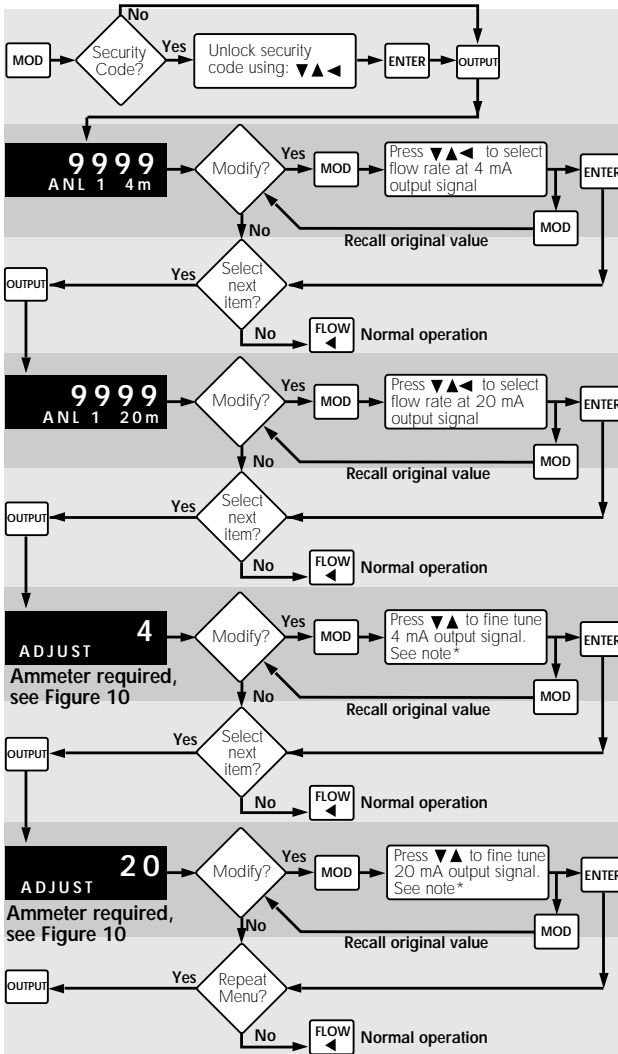 No
MOD
Security
Code?
Yes
Unlock security
code using: ▼▲◄
ENTER
OUTPUT
9999
ANL 1 4m
Modify?
Yes
MOD
Press ▼▲◄ to select
flow rate at 4 mA
output signal
ENTER
MOD
No
Recall original value
OUTPUT
Yes
Select
next
item?
No
FLOW
◄
Normal operation
9999
ANL 1 20m
Modify?
Yes
MOD
Press ▼▲◄ to select
flow rate at 20 mA
output signal
ENTER
MOD
No
Recall original value
OUTPUT
Yes
Select
next
item?
No
FLOW
◄
Normal operation
4
ADJUST
Ammeter required,
see Figure 10
Modify?
Yes
MOD
Press ▼▲ to fine tune
4 mA output signal.
See note*
ENTER
MOD
No
Recall original value
OUTPUT
Yes
Select
next
item?
No
FLOW
◄
Normal operation
20
ADJUST
Ammeter required,
see Figure 10
Modify?
Yes
MOD
Press ▼▲ to fine tune
20 mA output signal.
See note*
ENTER
MOD
No
Recall original value
OUTPUT
Yes
Repeat
Menu?
No
FLOW
◄
Normal operation